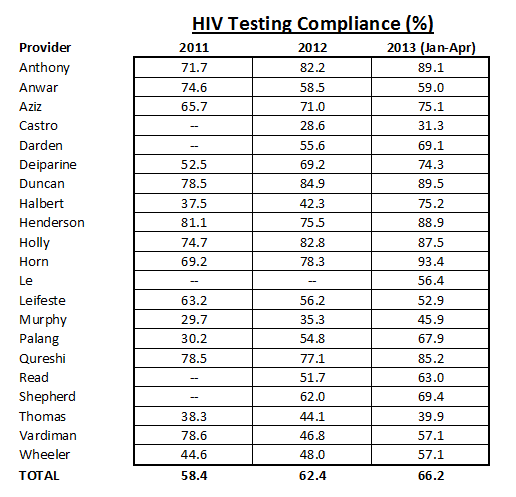 HIV Testing Compliance (%)
Provider 2011 2012 2013 (Jan-Apr)
Anthony 71.7 82.2 89.1
Anwar 74.6 58.5 59.0
Aziz 65.7 71.0 75.1
Castro -- 28.6 31.3
Darden -- 55.6 69.1
Deiparine 52.5 69.2 74.3
Duncan 78.5 84.9 89.5
Halbert 37.5 42.3 75.2
Henderson 81.1 75.5 88.9
Holly 74.7 82.8 87.5
Horn 69.2 78.3 93.4
Le -- -- 56.4
Leifeste 63.2 56.2 52.9
Murphy 29.7 35.3 45.9
Palang 30.2 54.8 67.9
Qureshi 78.5 77.1 85.2
Read -- 51.7 63.0
Shepherd -- 62.0 69.4
Thomas 38.3 44.1 39.9
Vardiman 78.6 46.8 57.1
Wheeler 44.6 48.0 57.1
TOTAL 58.4 62.4 66.2